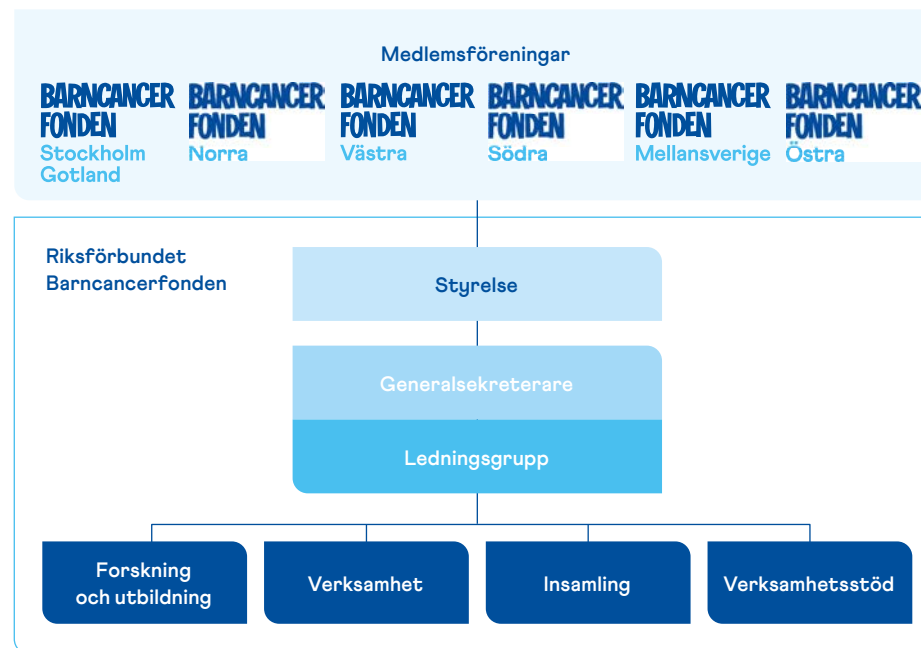 Medlemsföreningar
BARNCANCER
FONDEN
Stockholm
Gotland
BARNCANCER
FONDEN
Norra
BARNCANCER
FONDEN
Västra
BARNCANCER
FONDEN
Södra
BARNCANCER
FONDEN
Mellansverige
BARNCANCER
FONDEN
Östra
Riksförbundet
Barncancerfonden
Styrelse
Generalsekreterare
Ledningsgrupp
Forskning
och utbildning
Verksamhet
Insamling
Verksamhetsstöd